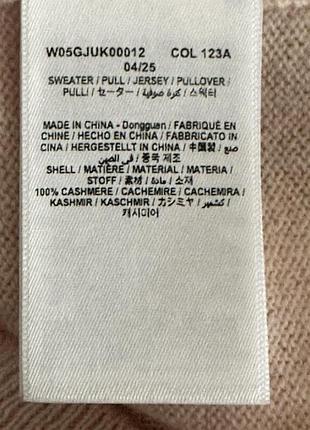 W05GJUK00012 COL 123A
04/25
SWEATER / PULL / JERSEY / PULLOVER /
PULLI / セーター / كنزة صوفية / 스웨터
MADE IN CHINA - Dongguan / FABRIQUÉ EN
CHINE / HECHO EN CHINA / FABBRICATO IN
CINA / HERGESTELLT IN CHINA / 中国製 / صنع
في الصين / 중국 제조
SHELL / MATIÈRE / MATERIAL / MATERIA /
STOFF / 素材 / مادة / 소재
100% CASHMERE / CACHEMIRE / CACHEMIRA /
KASHMIR / KASCHMIR / カシミヤ / كشمير /
캐시미어